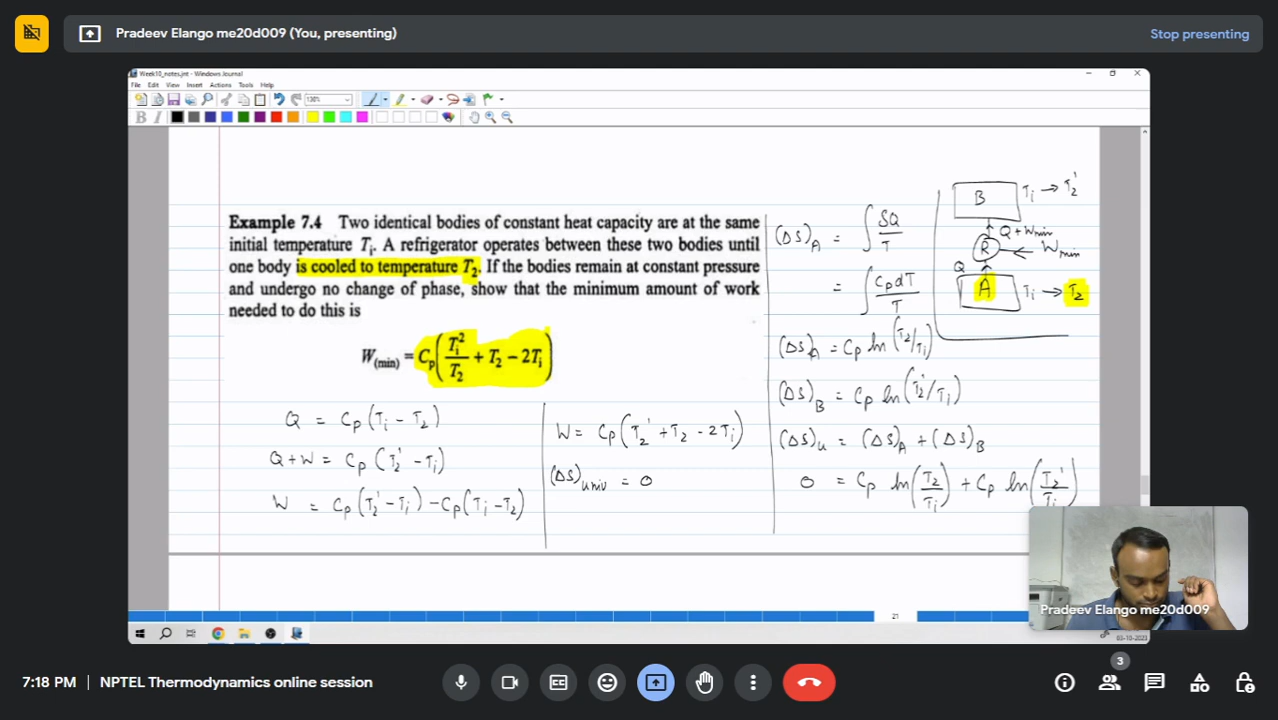 Pradeev Elango me20d009 (You, presenting)
Stop presenting
Week10_notes.jnt - Windows Journal
File Edit View Insert Actions Tools Help
130%
B I
Example 7.4 Two identical bodies of constant heat capacity are at the same
initial temperature Ti. A refrigerator operates between these two bodies until
one body is cooled to temperature T2. If the bodies remain at constant pressure
and undergo no change of phase, show that the minimum amount of work
needed to do this is
W(min) = Cp(Ti²/T2 + T2 − 2Ti)
Q = Cp(Ti − T2)
Q+W = Cp(T2' − Ti)
W = Cp(T2' − Ti) − Cp(Ti − T2)
W = Cp(T2' + T2 − 2Ti)
(ΔS)univ = 0
(ΔS)A = ∫ δQ/T
= ∫ CpdT/T
(ΔS)A = Cp ln(T2/Ti)
(ΔS)B = Cp ln(T2'/Ti)
(ΔS)u = (ΔS)A + (ΔS)B
0 = Cp ln(T2/Ti) + Cp ln(T2'/Ti)
B Ti → T2'
Q + Wmin
R Wmin
Q
A Ti → T2
21
03-10-2023
Pradeev Elango me20d009
3
7:18 PM | NPTEL Thermodynamics online session